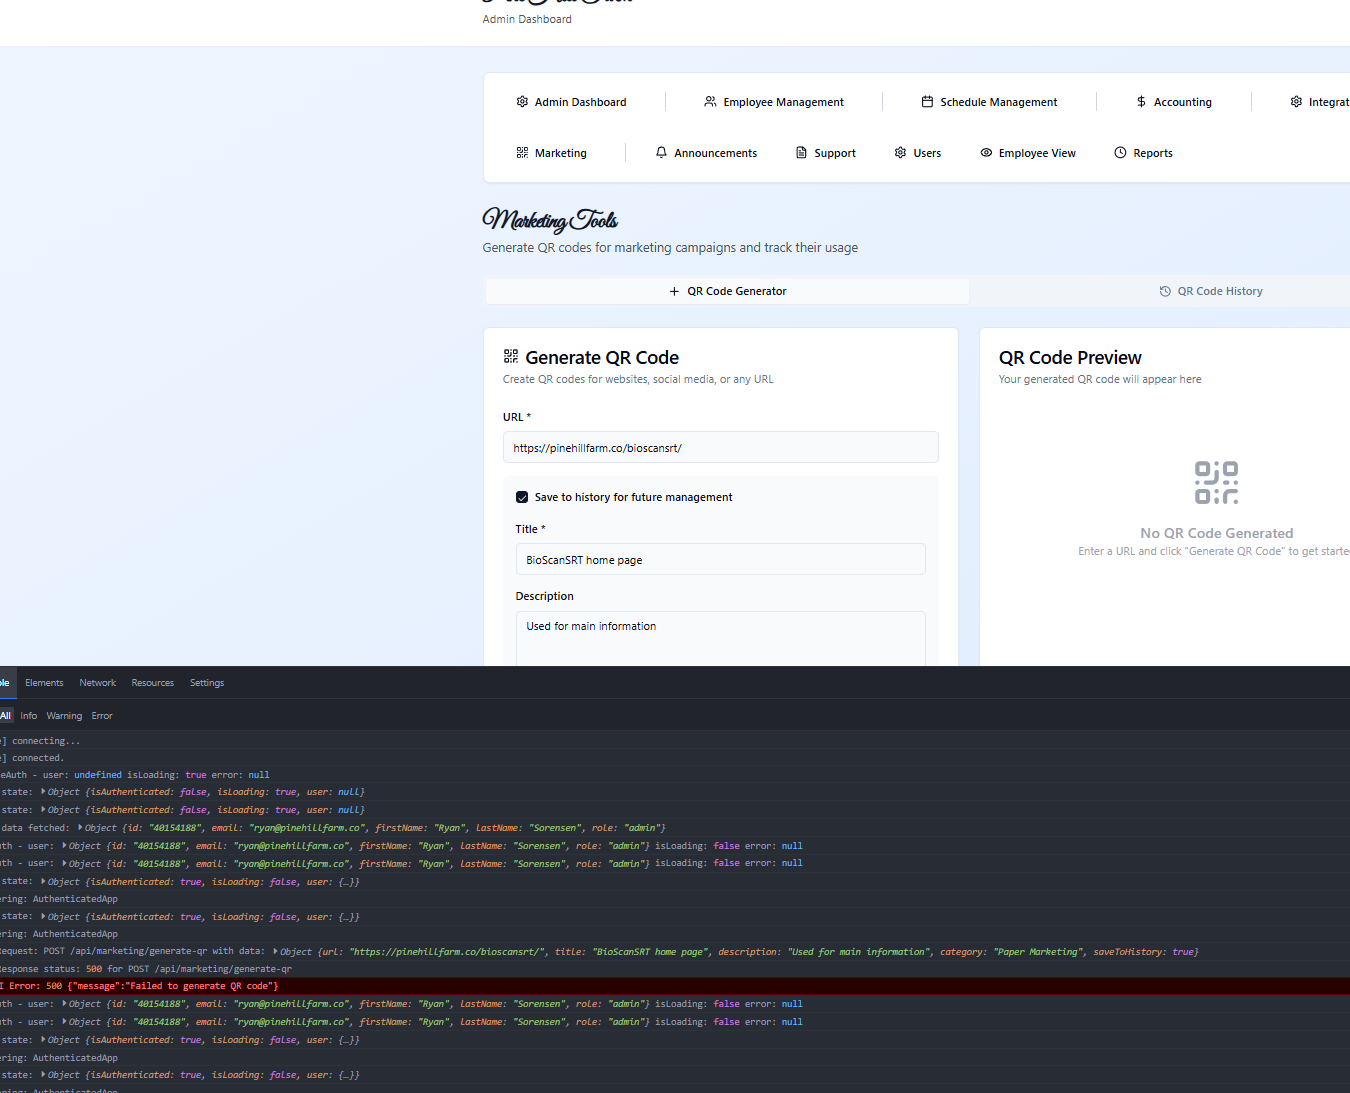 Admin Dashboard
Admin Dashboard
Employee Management
Schedule Management
Accounting
Integrat
Marketing
Announcements
Support
Users
Employee View
Reports
Marketing Tools
Generate QR codes for marketing campaigns and track their usage
QR Code Generator
QR Code History
Generate QR Code
Create QR codes for websites, social media, or any URL
URL *
https://pinehillfarm.co/bioscansrt/
Save to history for future management
Title *
BioScanSRT home page
Description
Used for main information
QR Code Preview
Your generated QR code will appear here
No QR Code Generated
Enter a URL and click "Generate QR Code" to get starte
le Elements Network Resources Settings
All Info Warning Error
] connecting...
] connected.
eAuth - user: undefined isLoading: true error: null
state: Object {isAuthenticated: false, isLoading: true, user: null}
state: Object {isAuthenticated: false, isLoading: true, user: null}
data fetched: Object {id: "40154188", email: "ryan@pinehillfarm.co", firstName: "Ryan", lastName: "Sorensen", role: "admin"}
uth - user: Object {id: "40154188", email: "ryan@pinehillfarm.co", firstName: "Ryan", lastName: "Sorensen", role: "admin"} isLoading: false error: null
uth - user: Object {id: "40154188", email: "ryan@pinehillfarm.co", firstName: "Ryan", lastName: "Sorensen", role: "admin"} isLoading: false error: null
state: Object {isAuthenticated: true, isLoading: false, user: {…}}
ering: AuthenticatedApp
state: Object {isAuthenticated: true, isLoading: false, user: {…}}
ering: AuthenticatedApp
equest: POST /api/marketing/generate-qr with data: Object {url: "https://pinehillfarm.co/bioscansrt/", title: "BioScanSRT home page", description: "Used for main information", category: "Paper Marketing", saveToHistory: true}
esponse status: 500 for POST /api/marketing/generate-qr
I Error: 500 {"message":"Failed to generate QR code"}
uth - user: Object {id: "40154188", email: "ryan@pinehillfarm.co", firstName: "Ryan", lastName: "Sorensen", role: "admin"} isLoading: false error: null
uth - user: Object {id: "40154188", email: "ryan@pinehillfarm.co", firstName: "Ryan", lastName: "Sorensen", role: "admin"} isLoading: false error: null
state: Object {isAuthenticated: true, isLoading: false, user: {…}}
ering: AuthenticatedApp
state: Object {isAuthenticated: true, isLoading: false, user: {…}}
ering: AuthenticatedApp